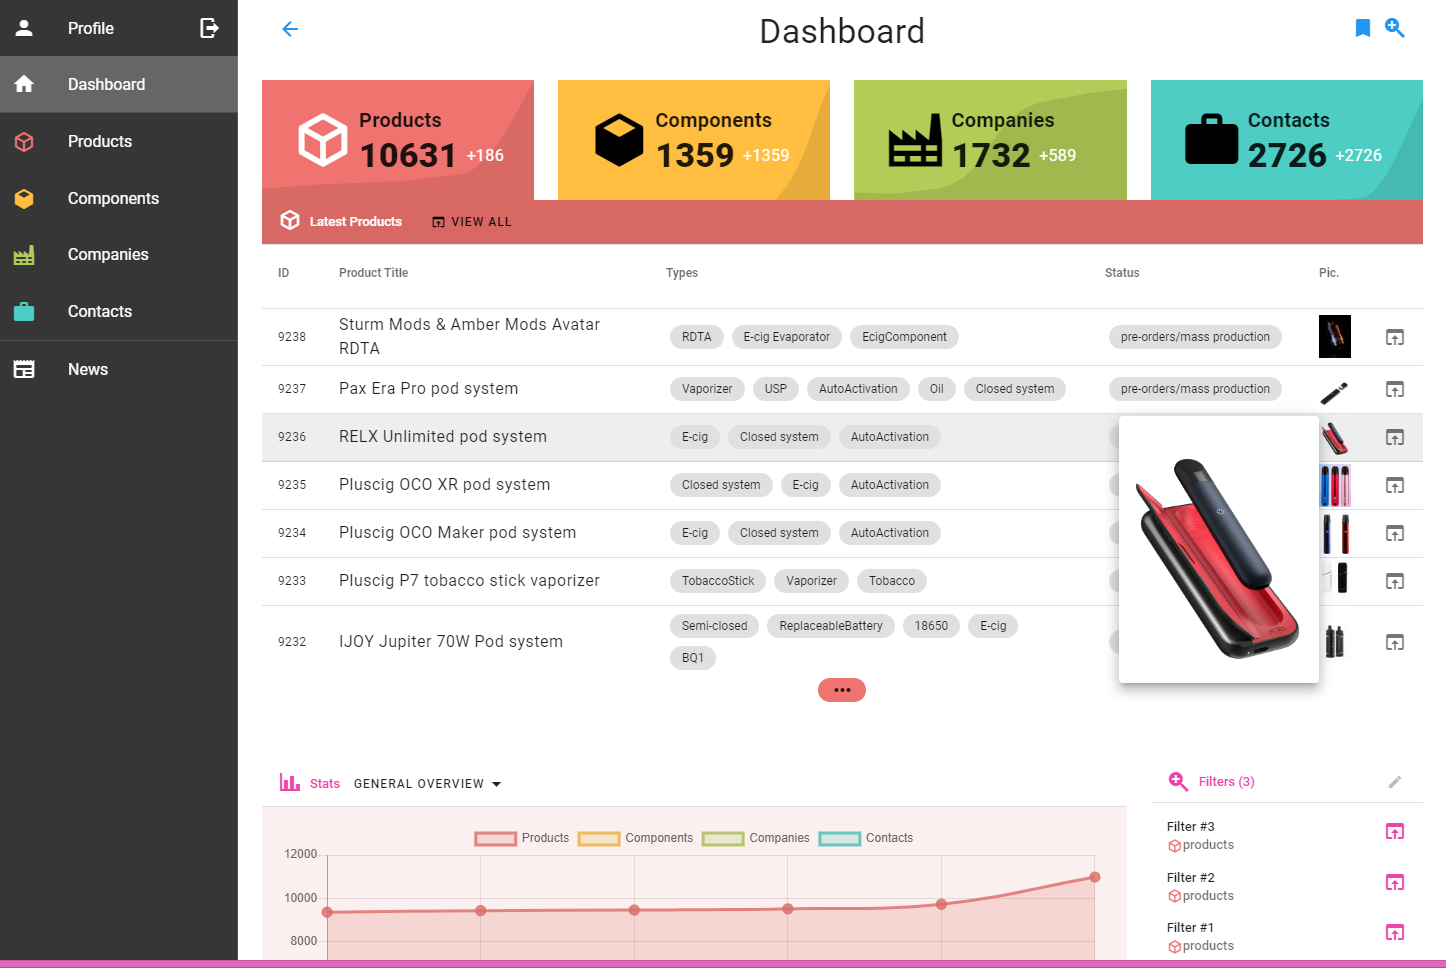 Profile
Dashboard
Products
Components
Companies
Contacts
News
Dashboard
Products
10631 +186
Components
1359 +1359
Companies
1732 +589
Contacts
2726 +2726
Latest Products VIEW ALL
ID Product Title Types Status Pic.
9238 Sturm Mods & Amber Mods Avatar RDTA RDTA E-cig Evaporator EcigComponent pre-orders/mass production
9237 Pax Era Pro pod system Vaporizer USP AutoActivation Oil Closed system pre-orders/mass production
9236 RELX Unlimited pod system E-cig Closed system AutoActivation
9235 Pluscig OCO XR pod system Closed system E-cig AutoActivation
9234 Pluscig OCO Maker pod system E-cig Closed system AutoActivation
9233 Pluscig P7 tobacco stick vaporizer TobaccoStick Vaporizer Tobacco
9232 IJOY Jupiter 70W Pod system Semi-closed ReplaceableBattery 18650 E-cig
BQ1
Stats GENERAL OVERVIEW
Products Components Companies Contacts
12000
10000
8000
Filters (3)
Filter #3
products
Filter #2
products
Filter #1
products